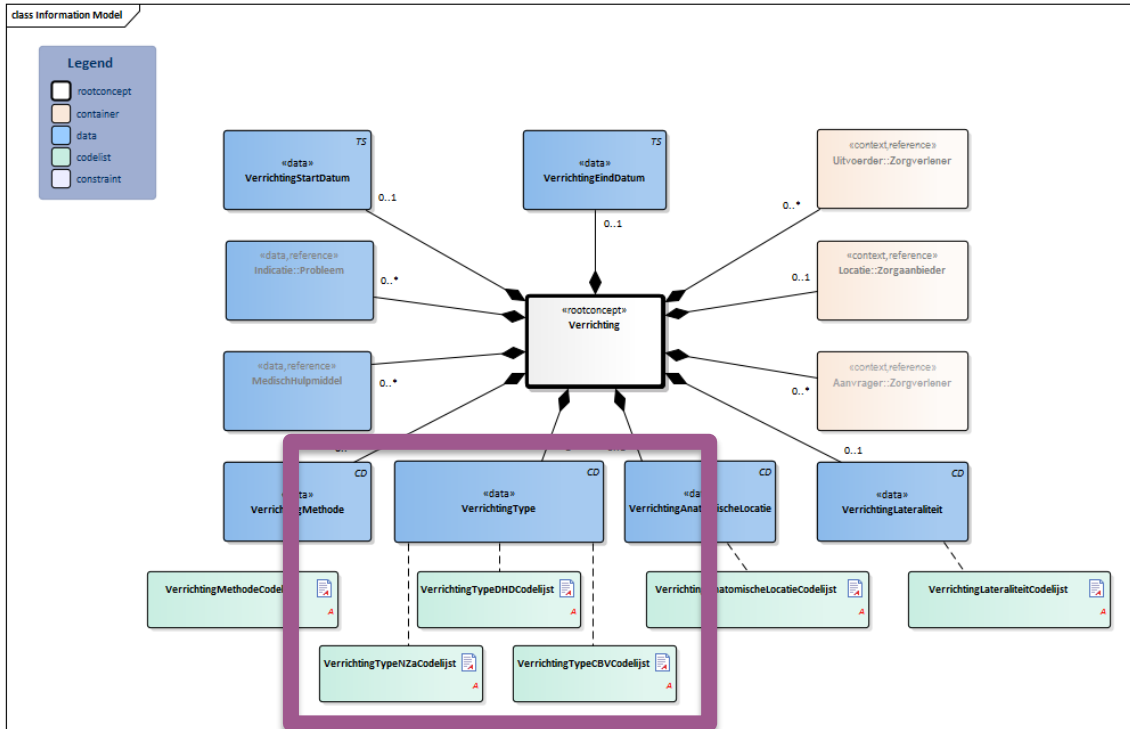 class Information Model
Legend
rootconcept
container
data
codelist
constraint
TS
«data»
VerrichtingStartDatum
0..1
TS
«data»
VerrichtingEindDatum
0..1
«context,reference»
Uitvoerder::Zorgverlener
0..*
«data,reference»
Indicatie::Probleem
0..*
«context,reference»
Locatie::Zorgaanbieder
0..1
«rootconcept»
Verrichting
«data,reference»
MedischHulpmiddel
0..*
«context,reference»
Aanvrager::Zorgverlener
0..*
CD
«data»
VerrichtingType
CD
VerrichtingAnatomischeLocatie
0..1
CD
«data»
VerrichtingLateraliteit
VerrichtingTypeDHDCodelijst
A
A
VerrichtingLateraliteitCodelijst
A
VerrichtingTypeNZaCodelijst
A
VerrichtingTypeCBVCodelijst
A